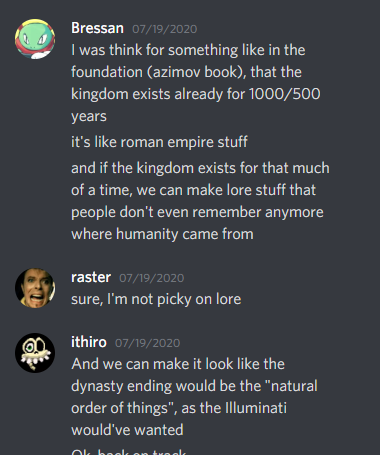 Bressan 07/19/2020
I was think for something like in the
foundation (azimov book), that the
kingdom exists already for 1000/500
years
it's like roman empire stuff
and if the kingdom exists for that much
of a time, we can make lore stuff that
people don't even remember anymore
where humanity came from
raster 07/19/2020
sure, I'm not picky on lore
ithiro 07/19/2020
And we can make it look like the
dynasty ending would be the "natural
order of things", as the Illuminati
would've wanted
Ok, back on track